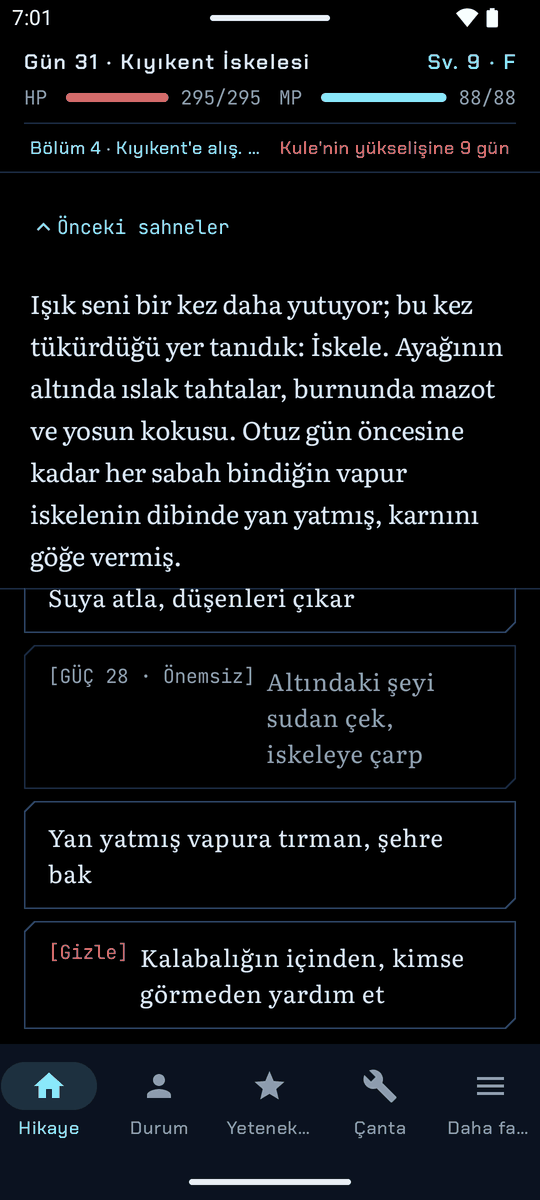 7:01
Gün 31 · Kıyıkent İskelesi Sv. 9 · F
HP 295/295 MP 88/88
Bölüm 4 · Kıyıkent'e alış. … Kule'nin yükselişine 9 gün
Önceki sahneler
Işık seni bir kez daha yutuyor; bu kez
tükürdüğü yer tanıdık: İskele. Ayağının
altında ıslak tahtalar, burnunda mazot
ve yosun kokusu. Otuz gün öncesine
kadar her sabah bindiğin vapur
iskelenin dibinde yan yatmış, karnını
göğe vermiş.
Suya atla, düşenleri çıkar
[GÜÇ 28 · Önemsiz] Altındaki şeyi
sudan çek,
iskeleye çarp
Yan yatmış vapura tırman, şehre
bak
[Gizle] Kalabalığın içinden, kimse
görmeden yardım et
Hikaye Durum Yetenek… Çanta Daha fa…